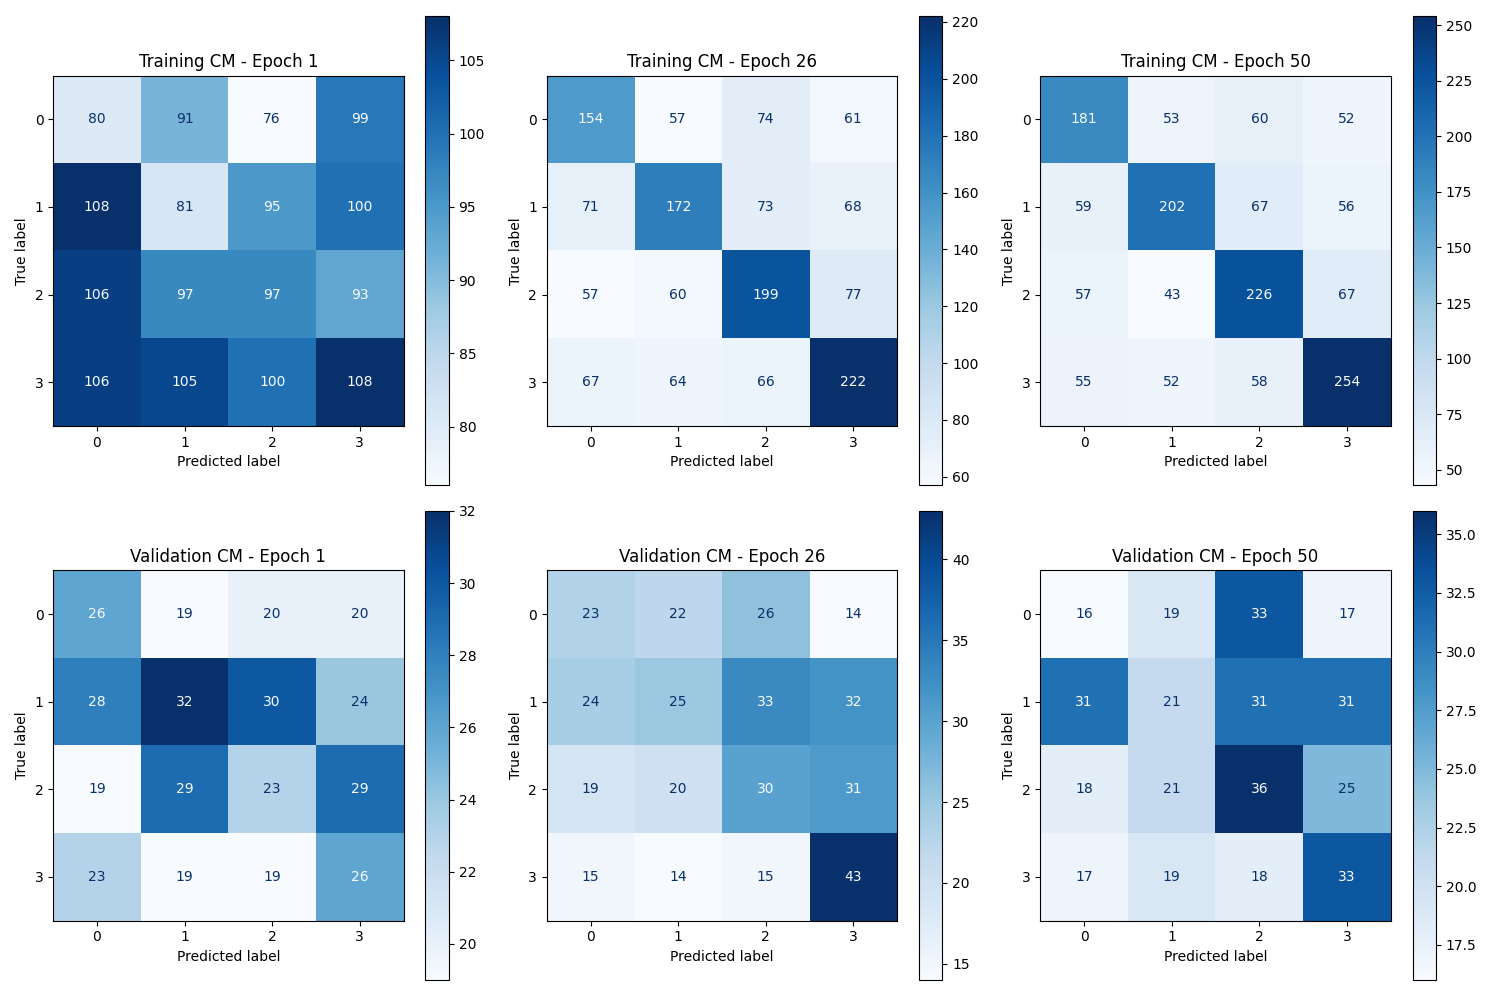 Training CM - Epoch 1
0 80 91 76 99
1 108 81 95 100
2 106 97 97 93
3 106 105 100 108
0 1 2 3
Predicted label
True label
105
100
95
90
85
80
Training CM - Epoch 26
0 154 57 74 61
1 71 172 73 68
2 57 60 199 77
3 67 64 66 222
0 1 2 3
Predicted label
True label
220
200
180
160
140
120
100
80
60
Training CM - Epoch 50
0 181 53 60 52
1 59 202 67 56
2 57 43 226 67
3 55 52 58 254
0 1 2 3
Predicted label
True label
250
225
200
175
150
125
100
75
50
Validation CM - Epoch 1
0 26 19 20 20
1 28 32 30 24
2 19 29 23 29
3 23 19 19 26
0 1 2 3
Predicted label
True label
32
30
28
26
24
22
20
Validation CM - Epoch 26
0 23 22 26 14
1 24 25 33 32
2 19 20 30 31
3 15 14 15 43
0 1 2 3
Predicted label
True label
40
35
30
25
20
15
Validation CM - Epoch 50
0 16 19 33 17
1 31 21 31 31
2 18 21 36 25
3 17 19 18 33
0 1 2 3
Predicted label
True label
35.0
32.5
30.0
27.5
25.0
22.5
20.0
17.5